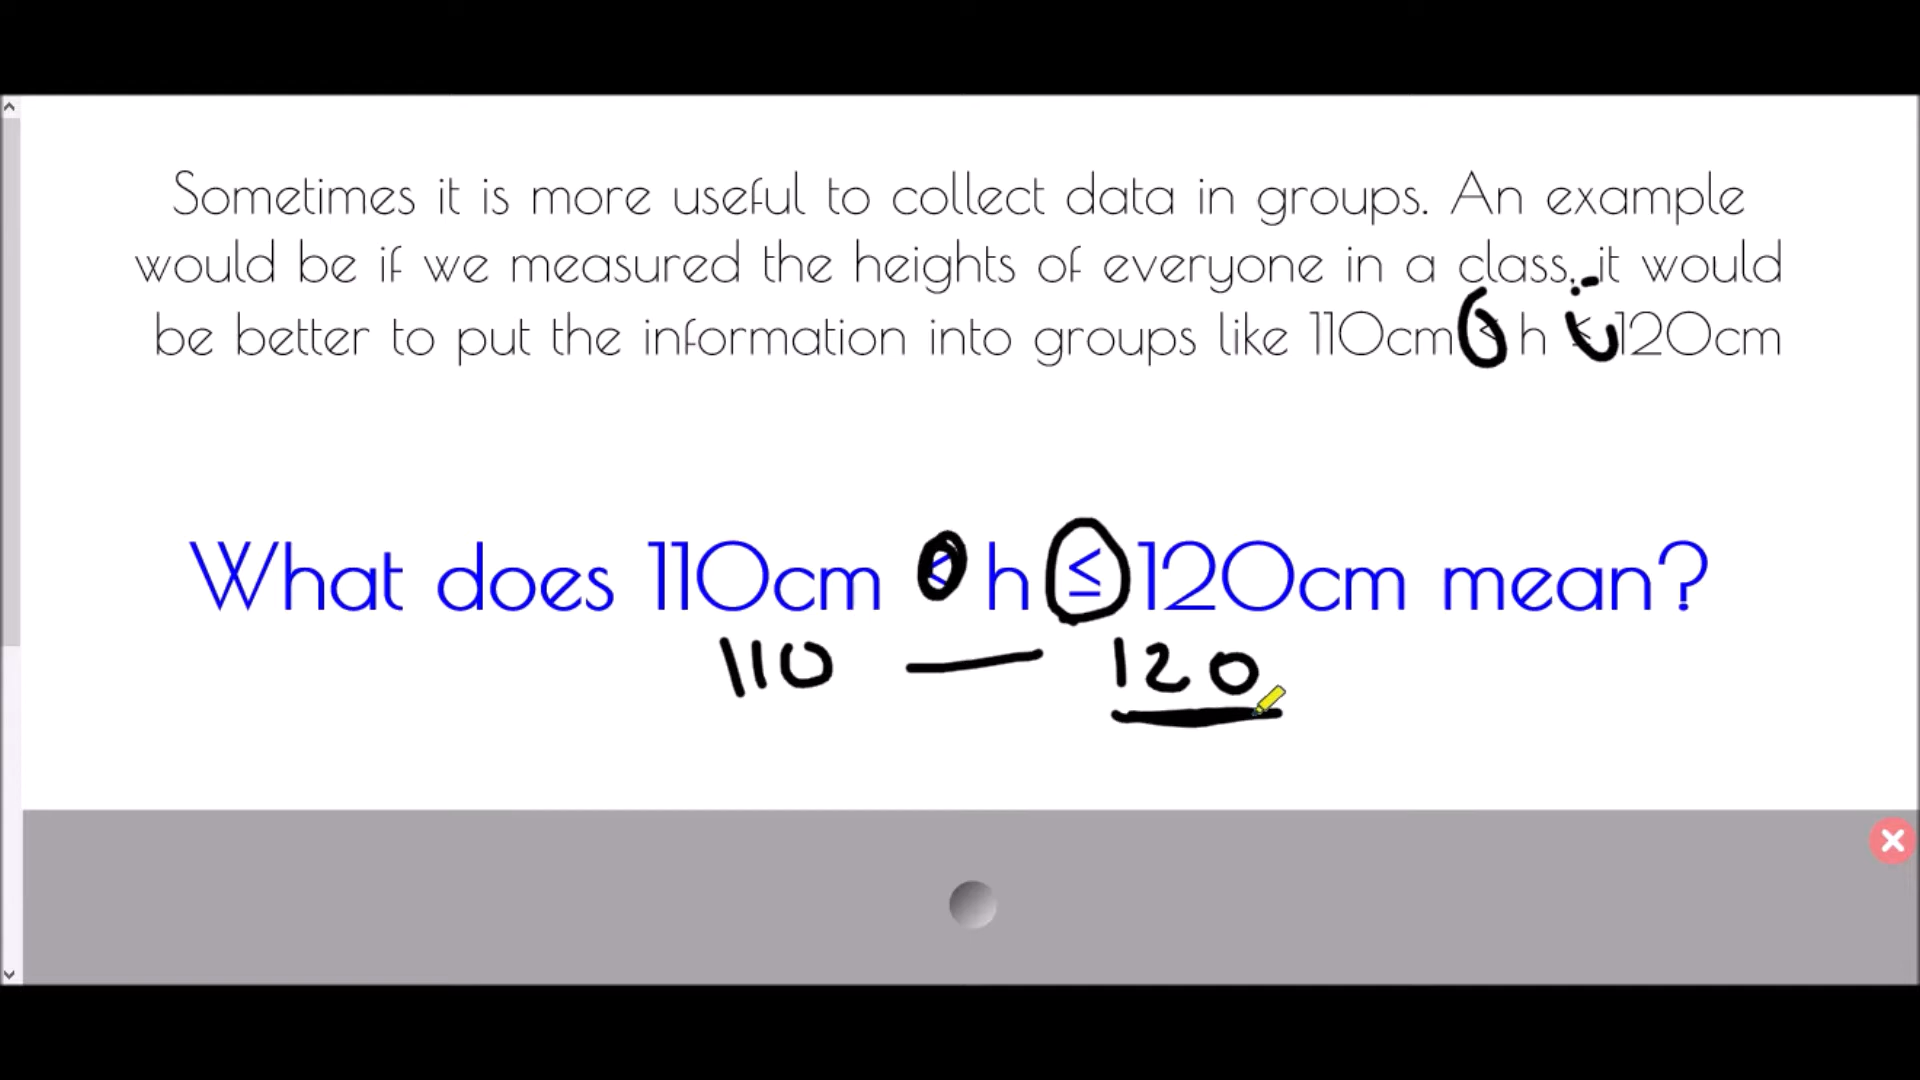 Sometimes it is more useful to collect data in groups. An example
would be if we measured the heights of everyone in a class, it would
be better to put the information into groups like 110cm < h ≤ 120cm
What does 110cm < h ≤ 120cm mean?
110 — 120